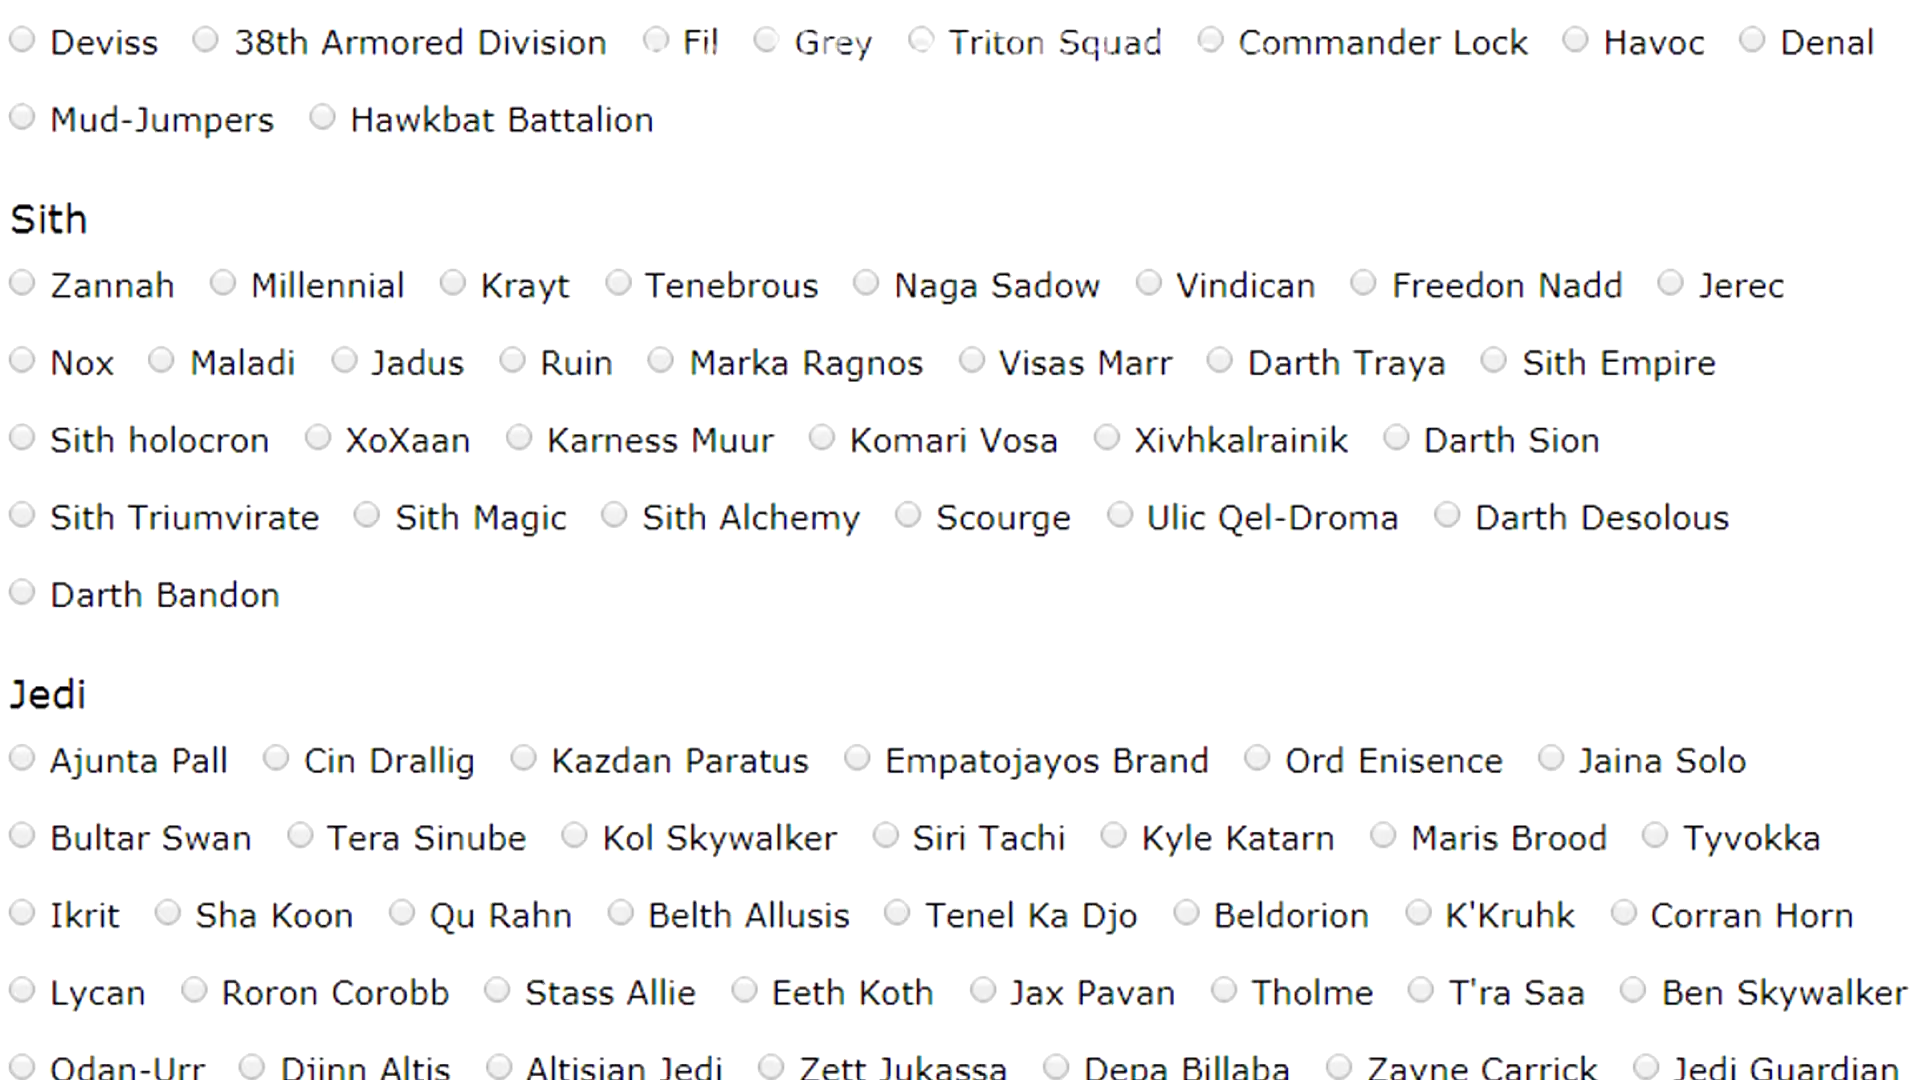 Deviss 38th Armored Division Fil Grey Triton Squad Commander Lock Havoc Denal
Mud-Jumpers Hawkbat Battalion
Sith
Zannah Millennial Krayt Tenebrous Naga Sadow Vindican Freedon Nadd Jerec
Nox Maladi Jadus Ruin Marka Ragnos Visas Marr Darth Traya Sith Empire
Sith holocron XoXaan Karness Muur Komari Vosa Xivhkalrainik Darth Sion
Sith Triumvirate Sith Magic Sith Alchemy Scourge Ulic Qel-Droma Darth Desolous
Darth Bandon
Jedi
Ajunta Pall Cin Drallig Kazdan Paratus Empatojayos Brand Ord Enisence Jaina Solo
Bultar Swan Tera Sinube Kol Skywalker Siri Tachi Kyle Katarn Maris Brood Tyvokka
Ikrit Sha Koon Qu Rahn Belth Allusis Tenel Ka Djo Beldorion K'Kruhk Corran Horn
Lycan Roron Corobb Stass Allie Eeth Koth Jax Pavan Tholme T'ra Saa Ben Skywalker
Odan-Urr Djinn Altis Altisian Jedi Zett Jukassa Depa Billaba Zayne Carrick Jedi Guardian